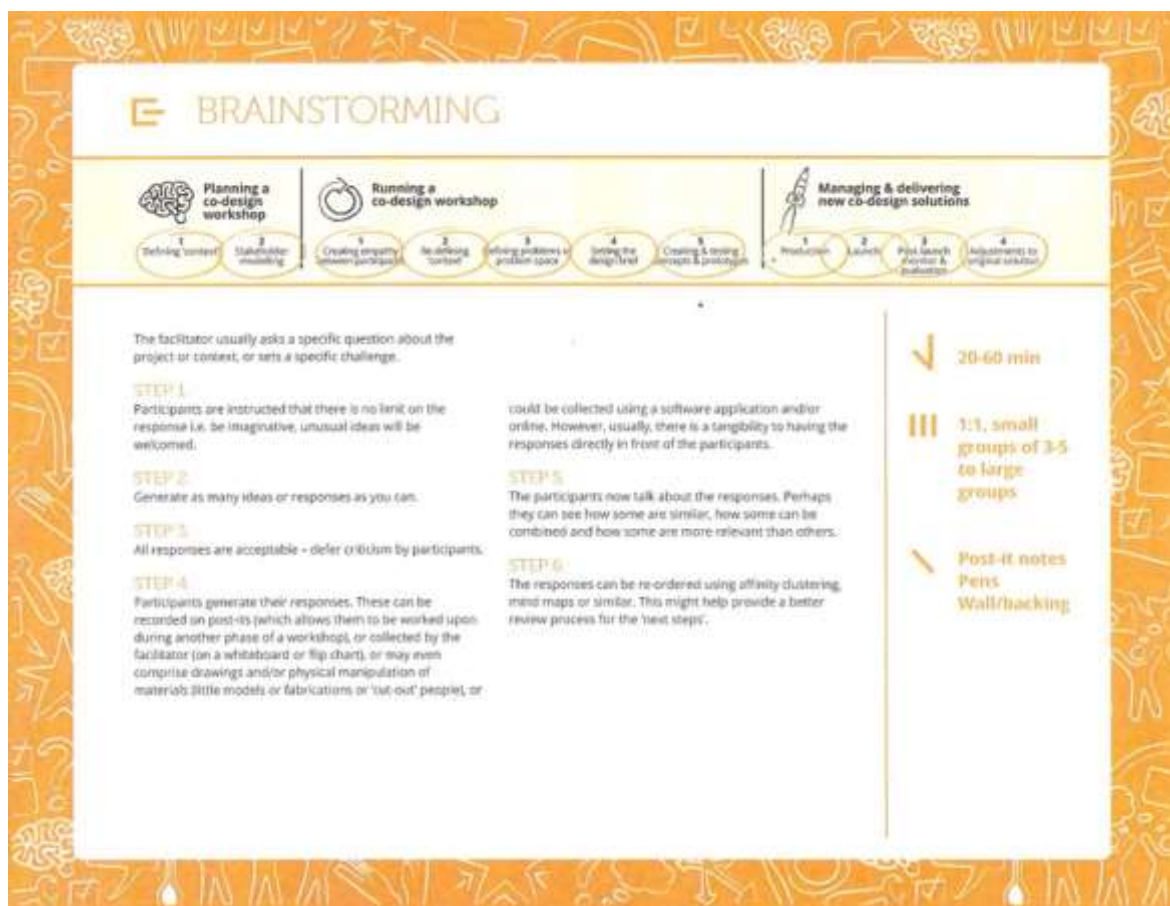 BRAINSTORMING
Planning a
co-design
workshop
1
Defining 'context'
2
Stakeholder
modelling
Running a
co-design workshop
1
Creating empathy
between participants
2
Re-defining
'context'
3
Defining problems in
problem space
4
Setting the
design brief
5
Creating & testing
concepts & prototypes
Managing & delivering
new co-design solutions
1
Production
2
Launch
3
Post-launch
monitor &
evaluation
4
Adjustments to
original solution
The facilitator usually asks a specific question about the
project or context, or sets a specific challenge.
STEP 1
Participants are instructed that there is no limit on the
response i.e. be imaginative, unusual ideas will be
welcomed.
STEP 2
Generate as many ideas or responses as you can.
STEP 3
All responses are acceptable – defer criticism by participants.
STEP 4
Participants generate their responses. These can be
recorded on post-its (which allows them to be worked upon
during another phase of a workshop), or collected by the
facilitator (on a whiteboard or flip chart), or may even
comprise drawings and/or physical manipulation of
materials (little models or fabrications or 'cut-out' people), or
could be collected using a software application and/or
online. However, usually, there is a tangibility to having the
responses directly in front of the participants.
STEP 5
The participants now talk about the responses. Perhaps
they can see how some are similar, how some can be
combined and how some are more relevant than others.
STEP 6
The responses can be re-ordered using affinity clustering,
mind maps or similar. This might help provide a better
review process for the 'next steps'.
20-60 min
1:1, small
groups of 3-5
to large
groups
Post-it notes
Pens
Wall/backing